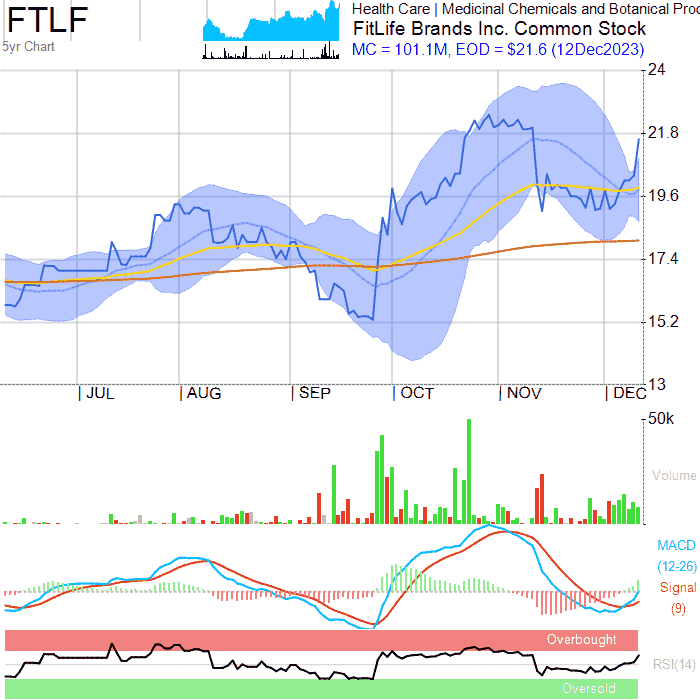 FTLF
5yr Chart
Health Care | Medicinal Chemicals and Botanical Proc
FitLife Brands Inc. Common Stock
MC = 101.1M, EOD = $21.6 (12Dec2023)
24
21.8
19.6
17.4
15.2
13
| JUL | AUG | SEP | OCT | NOV | DEC
50k
Volume
MACD
(12-26)
Signal
(9)
Overbought
RSI(14)
Oversold